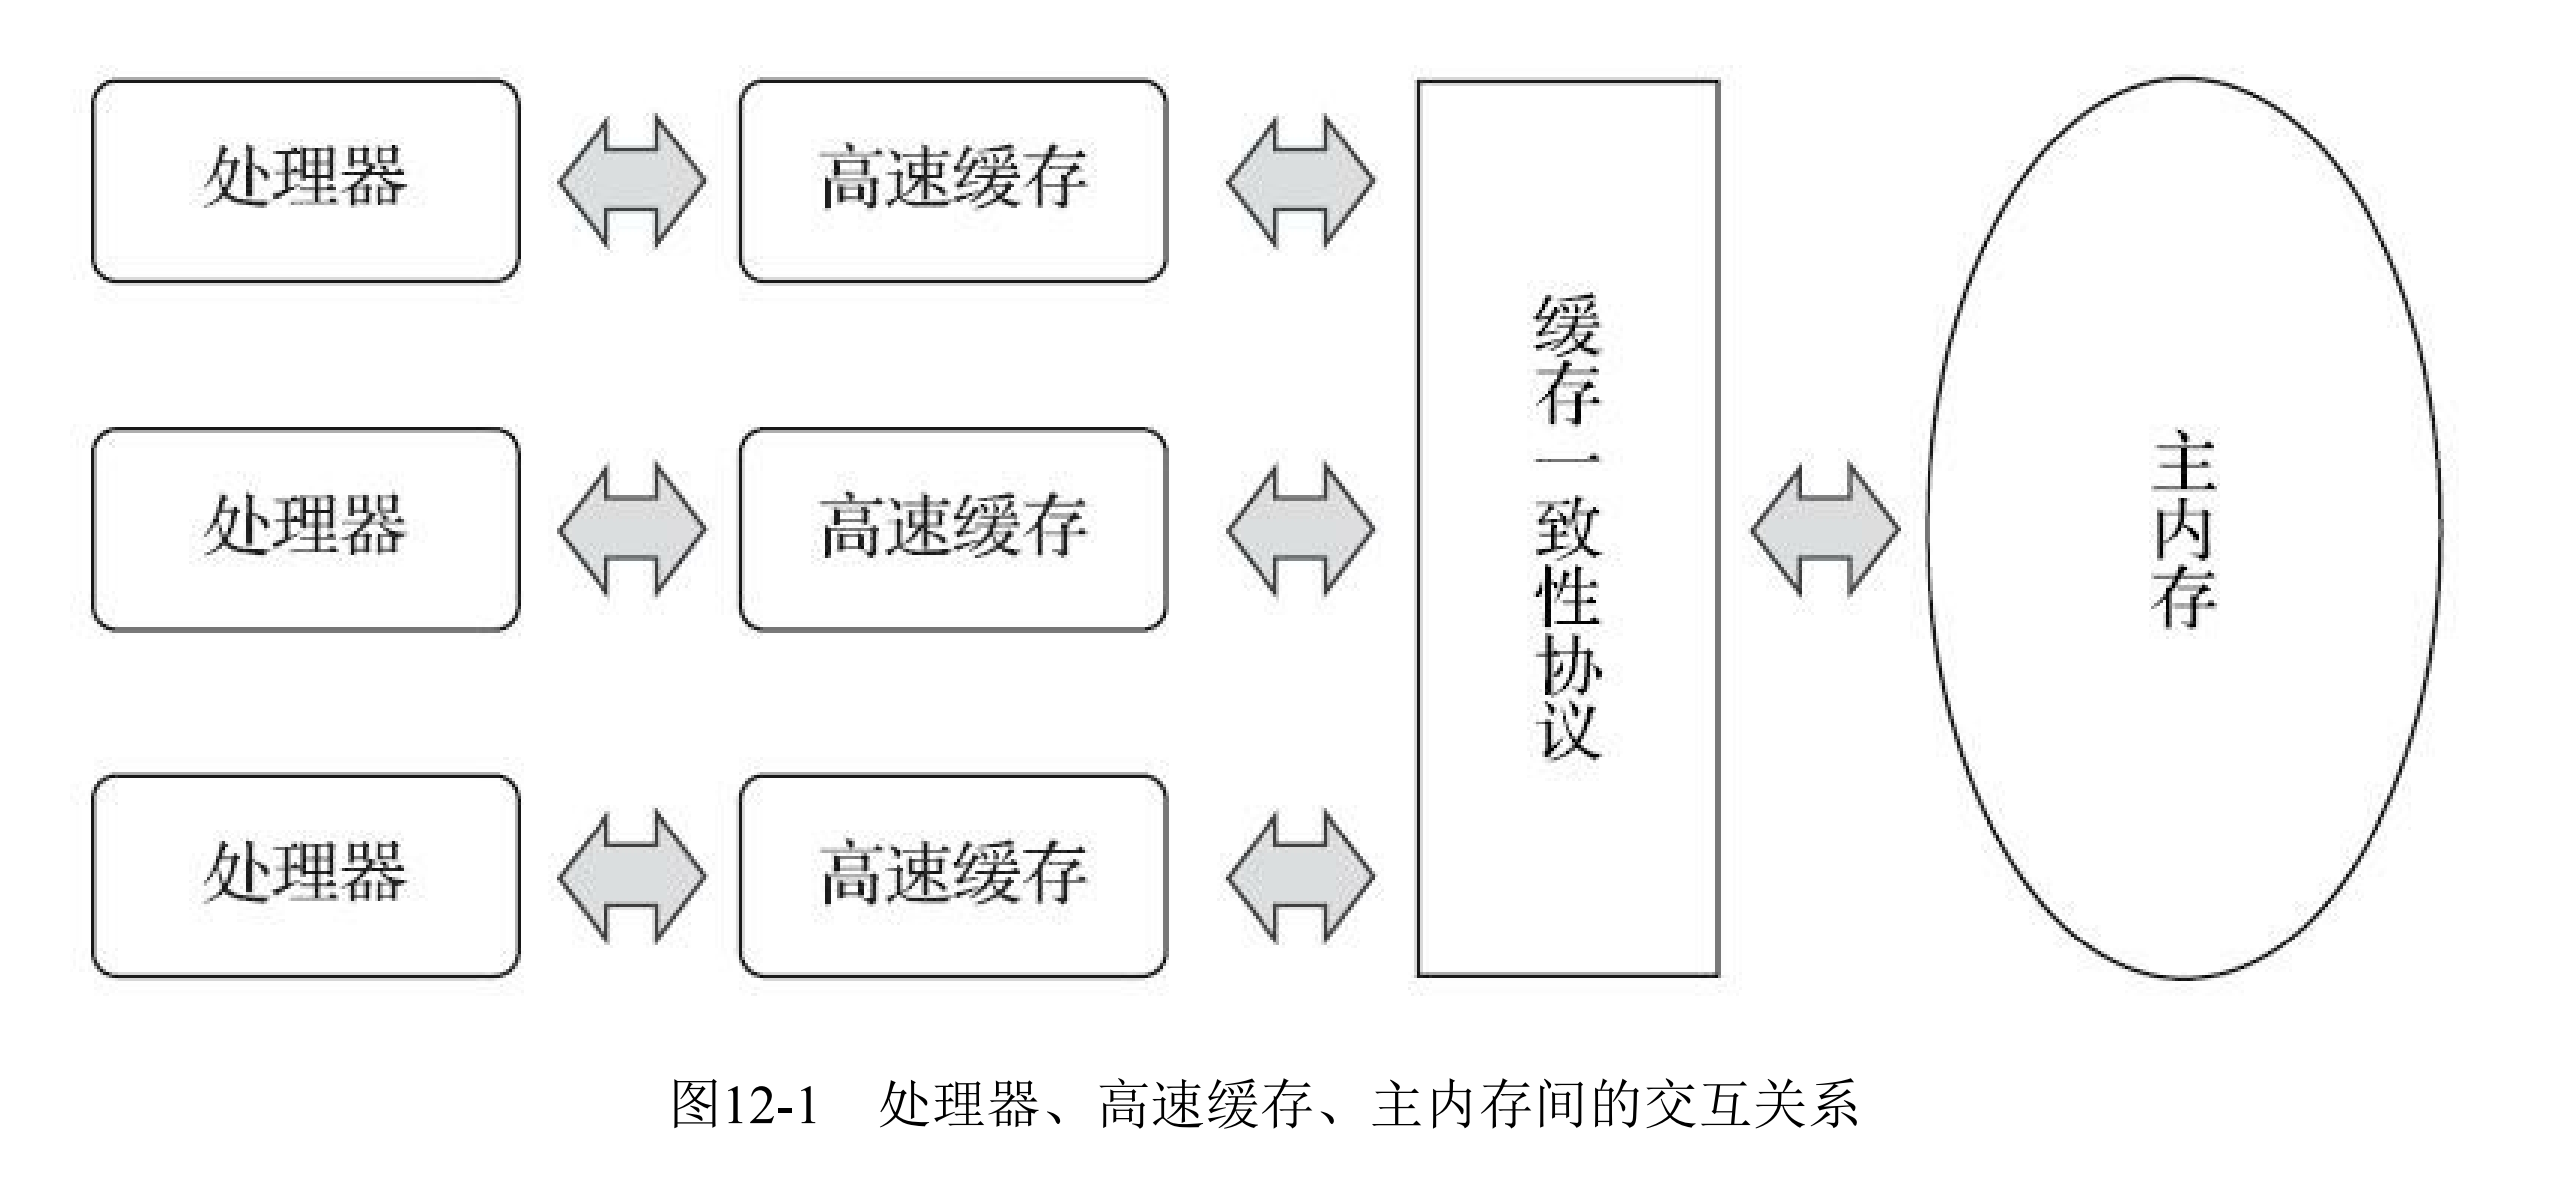 处理器
高速缓存
处理器
高速缓存
处理器
高速缓存
缓存一致性协议
主内存
图12-1　处理器、高速缓存、主内存间的交互关系